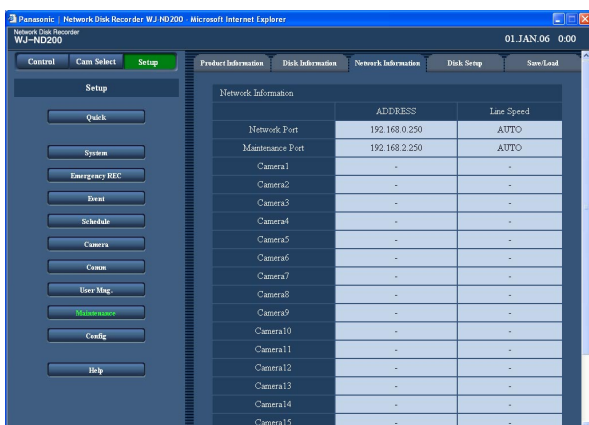 Panasonic | Network Disk Recorder WJ-ND200 - Microsoft Internet Explorer
Network Disk Recorder
WJ-ND200
01.JAN.06 0:00
Control Cam Select Setup
Product Information Disk Information Network Information Disk Setup Save/Load
Setup
Quick
System
Emergency REC
Event
Schedule
Camera
Comm
User Mng.
Maintenance
Config
Help
Network Information
ADDRESS Line Speed
Network Port 192.168.0.250 AUTO
Maintenance Port 192.168.2.250 AUTO
Camera1 - -
Camera2 - -
Camera3 - -
Camera4 - -
Camera5 - -
Camera6 - -
Camera7 - -
Camera8 - -
Camera9 - -
Camera10 - -
Camera11 - -
Camera12 - -
Camera13 - -
Camera14 - -
Camera15 - -